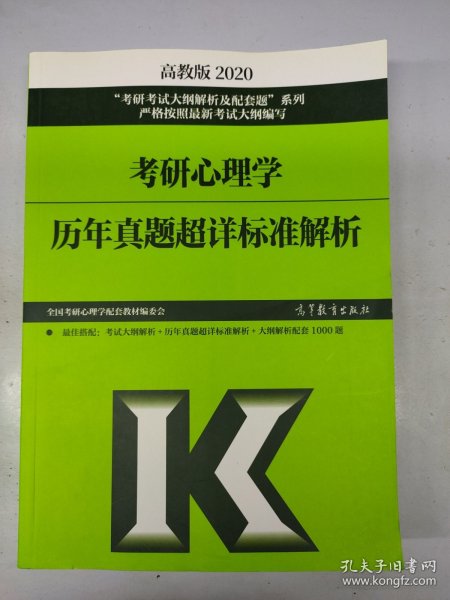 高教版 2020
“考研考试大纲解析及配套题”系列
严格按照最新考试大纲编写
考研心理学
历年真题超详标准解析
全国考研心理学配套教材编委会
高等教育出版社
● 最佳搭配：考试大纲解析+历年真题超详标准解析+大纲解析配套1000题
K
孔夫子旧书网
www.kongfz.com